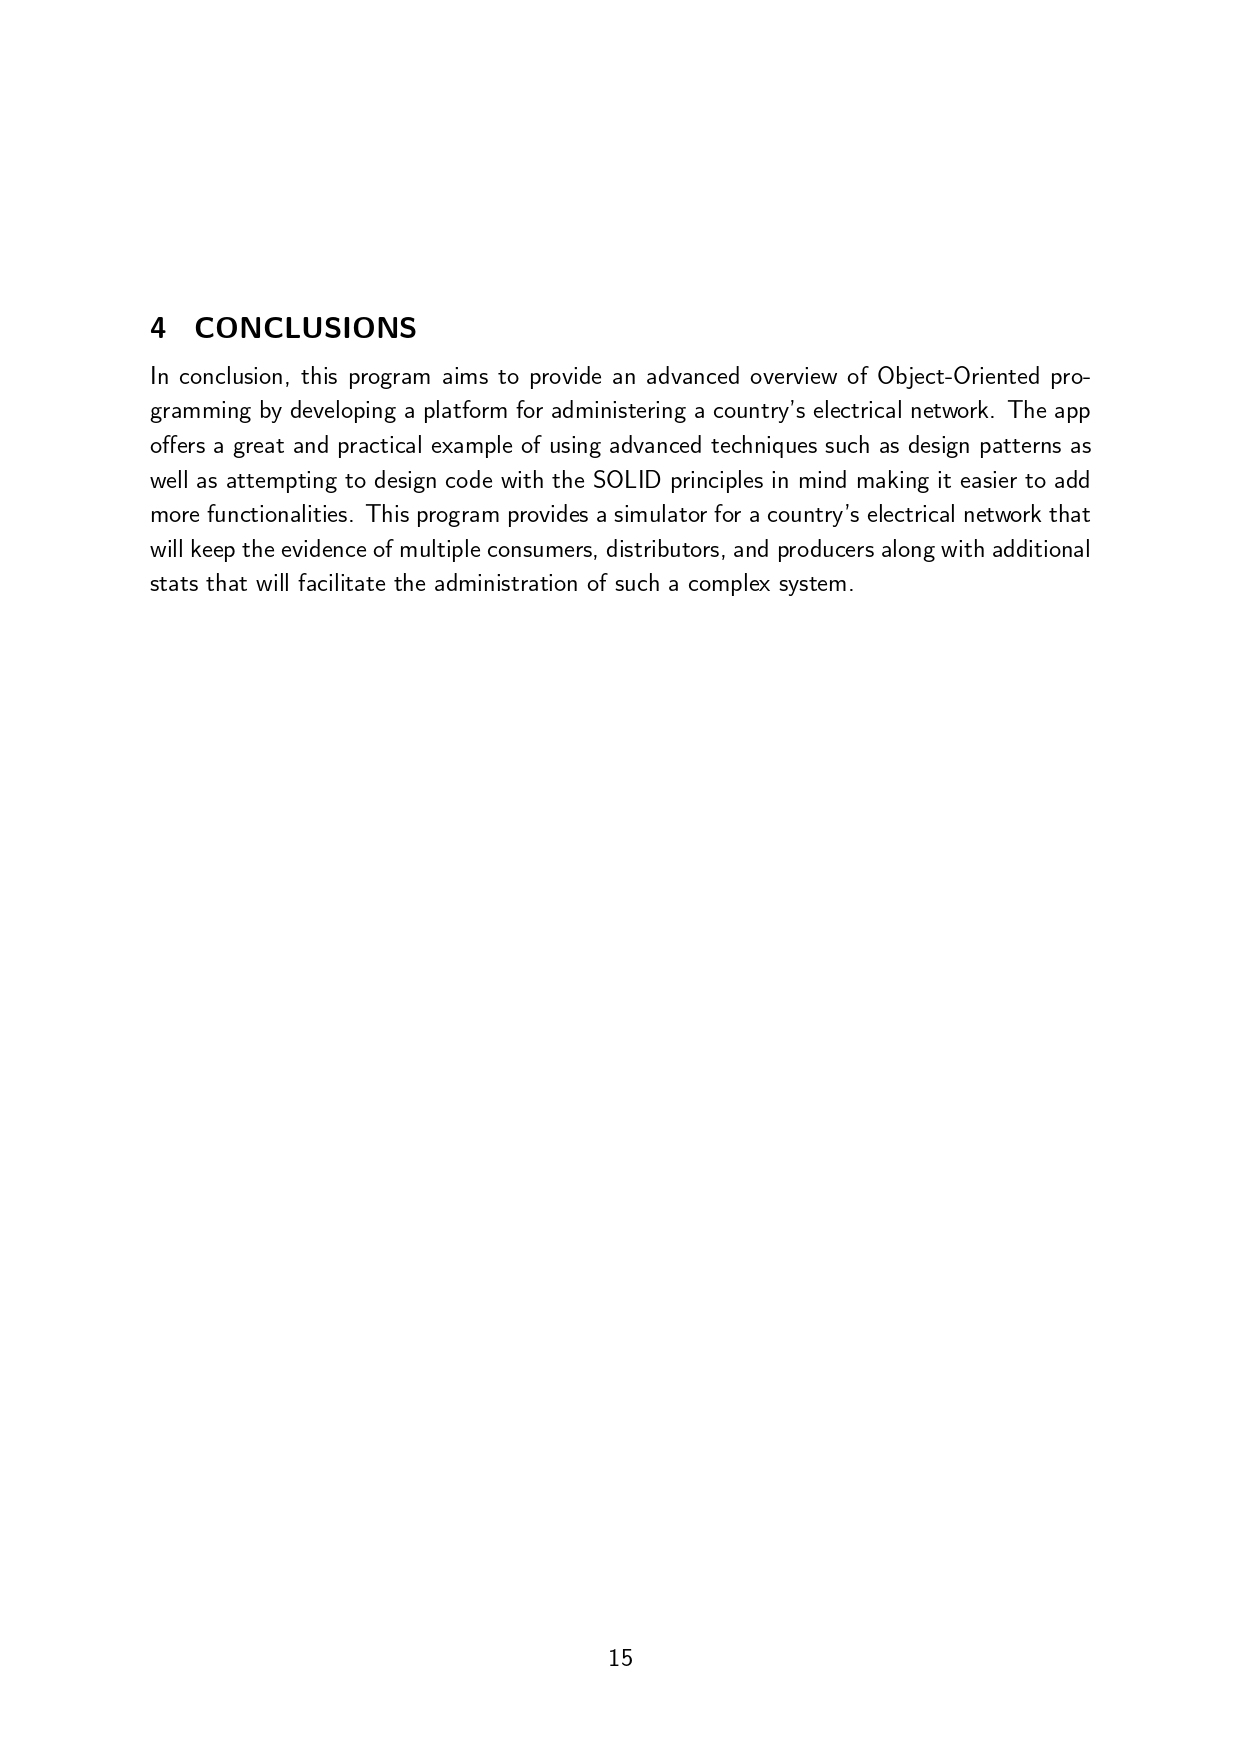 4 CONCLUSIONS
In conclusion, this program aims to provide an advanced overview of Object-Oriented pro-
gramming by developing a platform for administering a country's electrical network. The app
offers a great and practical example of using advanced techniques such as design patterns as
well as attempting to design code with the SOLID principles in mind making it easier to add
more functionalities. This program provides a simulator for a country's electrical network that
will keep the evidence of multiple consumers, distributors, and producers along with additional
stats that will facilitate the administration of such a complex system.
15